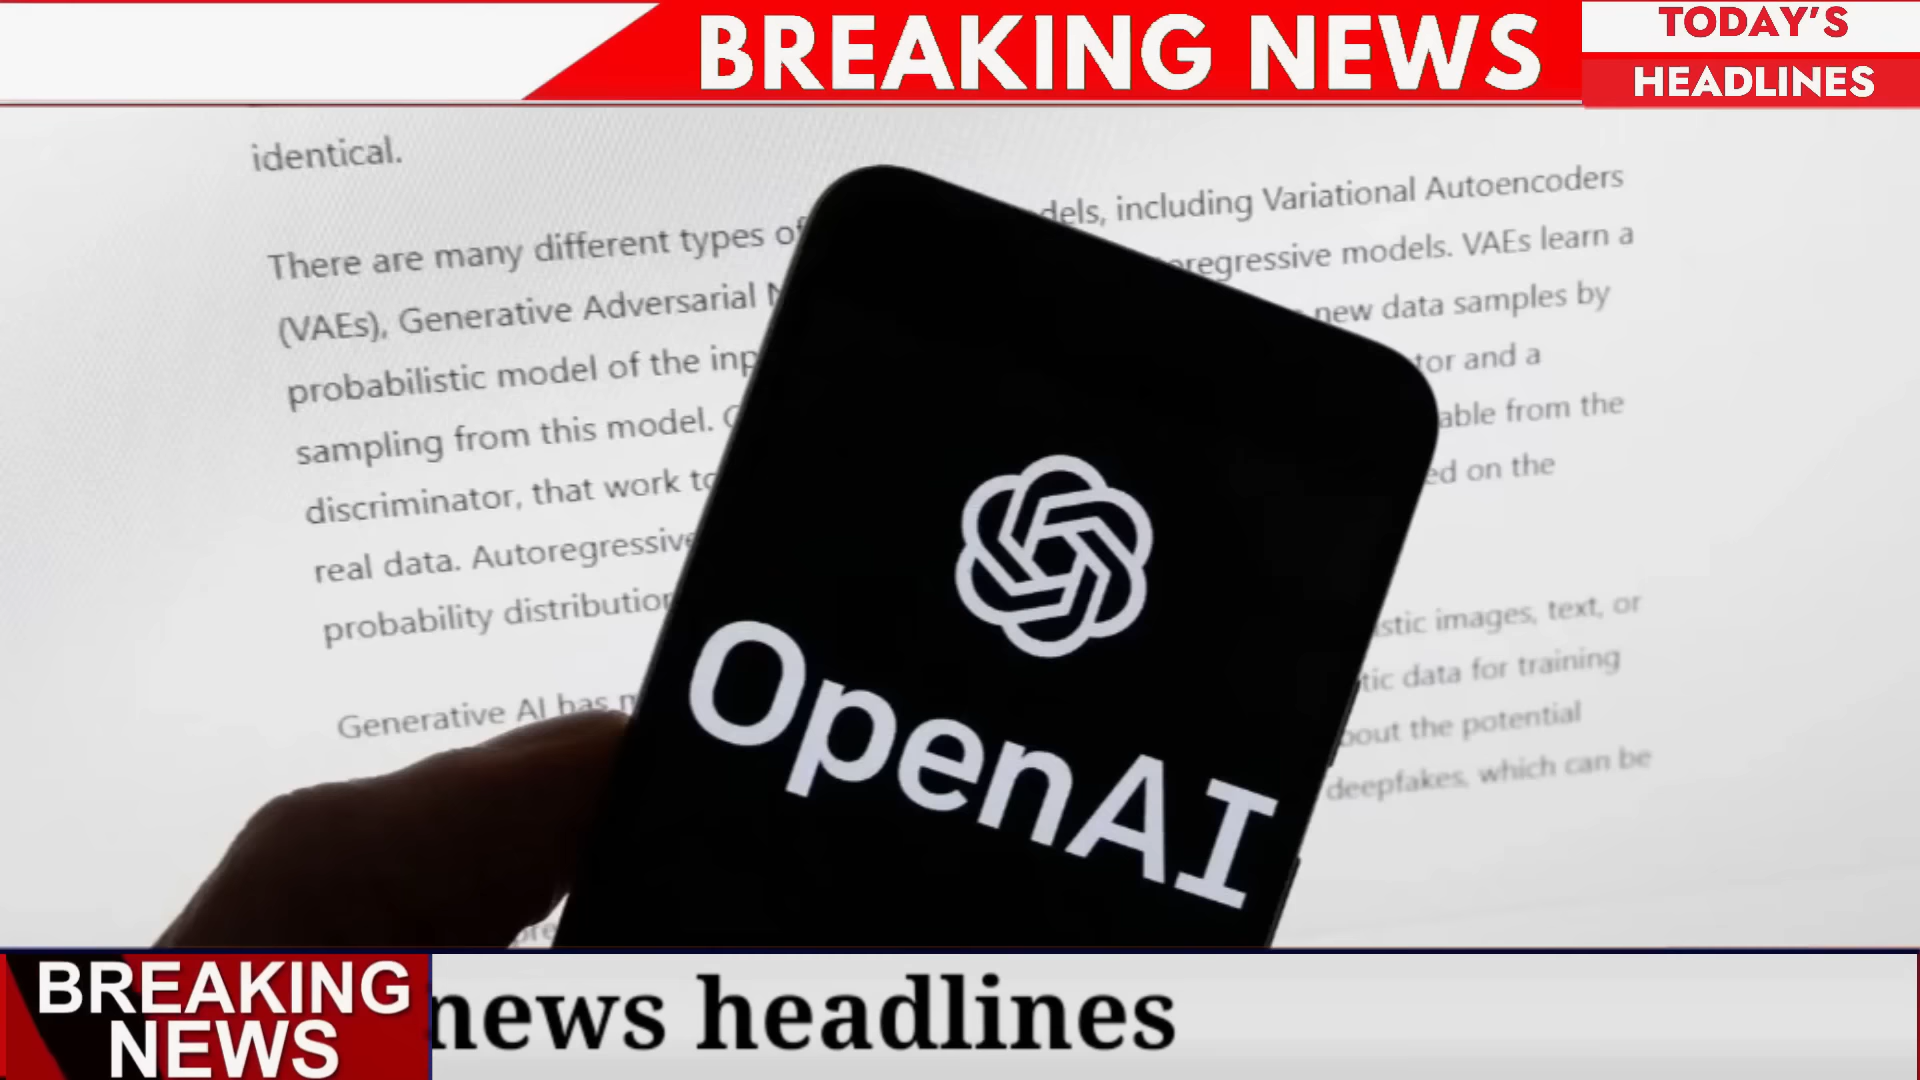 BREAKING NEWS
TODAY'S
HEADLINES
identical.
There are many different types of dels, including Variational Autoencoders
(VAEs), Generative Adversarial oregressive models. VAEs learn a
probabilistic model of the inp new data samples by
sampling from this model. tor and a
discriminator, that work to able from the
real data. Autoregressive ed on the
probability distribution
istic images, text, or
Generative AI has tic data for training
bout the potential
deepfakes, which can be
OpenAI
BREAKING
NEWS
news headlines